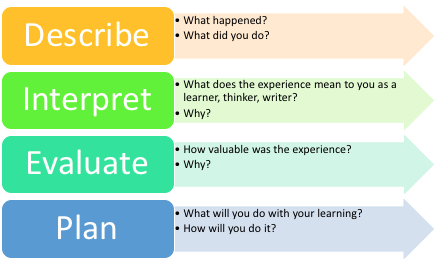 Describe
• What happened?
• What did you do?
Interpret
• What does the experience mean to you as a
learner, thinker, writer?
• Why?
Evaluate
• How valuable was the experience?
• Why?
Plan
• What will you do with your learning?
• How will you do it?